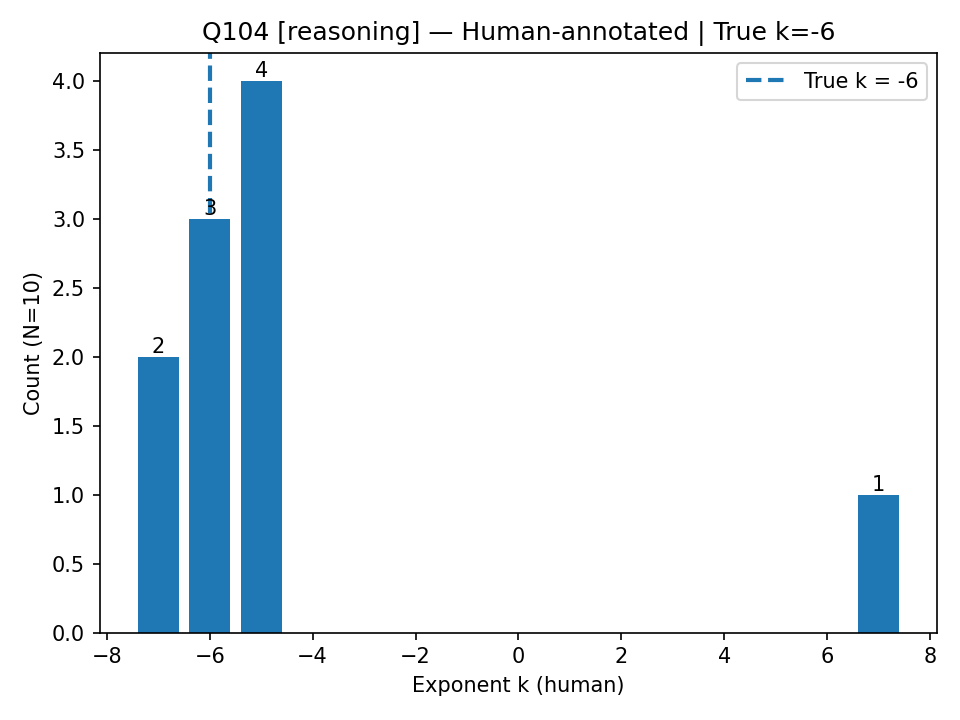 Q104 [reasoning] — Human-annotated | True k=-6
True k = -6
4
3
2
1
4.0
3.5
3.0
2.5
2.0
1.5
1.0
0.5
0.0
Count (N=10)
−8 −6 −4 −2 0 2 4 6 8
Exponent k (human)